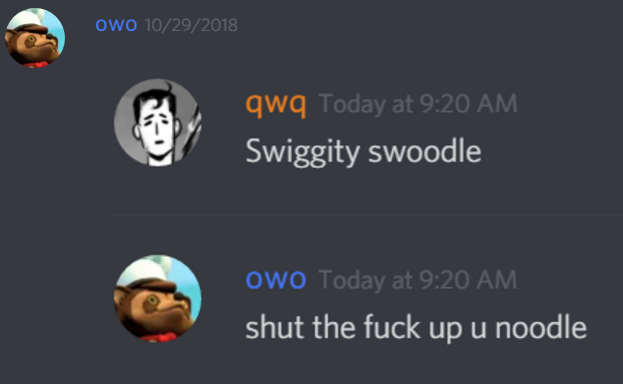 owo 10/29/2018
qwq Today at 9:20 AM
Swiggity swoodle
owo Today at 9:20 AM
shut the fuck up u noodle